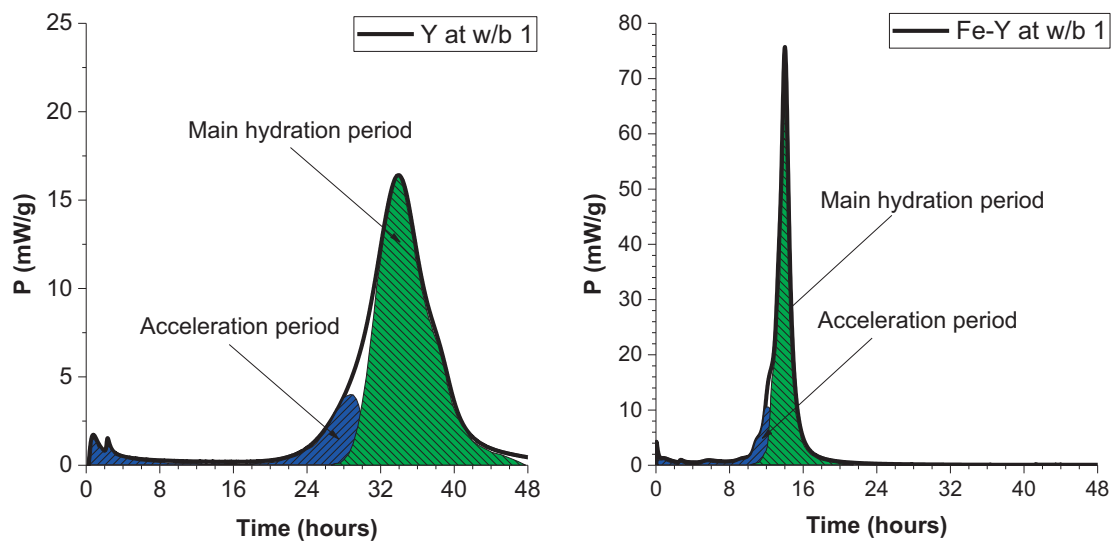 25
20
15
10
5
0
P (mW/g)
Y at w/b 1
Main hydration period
Acceleration period
0 8 16 24 32 40 48
Time (hours)
80
70
60
50
40
30
20
10
0
P (mW/g)
Fe-Y at w/b 1
Main hydration period
Acceleration period
0 8 16 24 32 40 48
Time (hours)